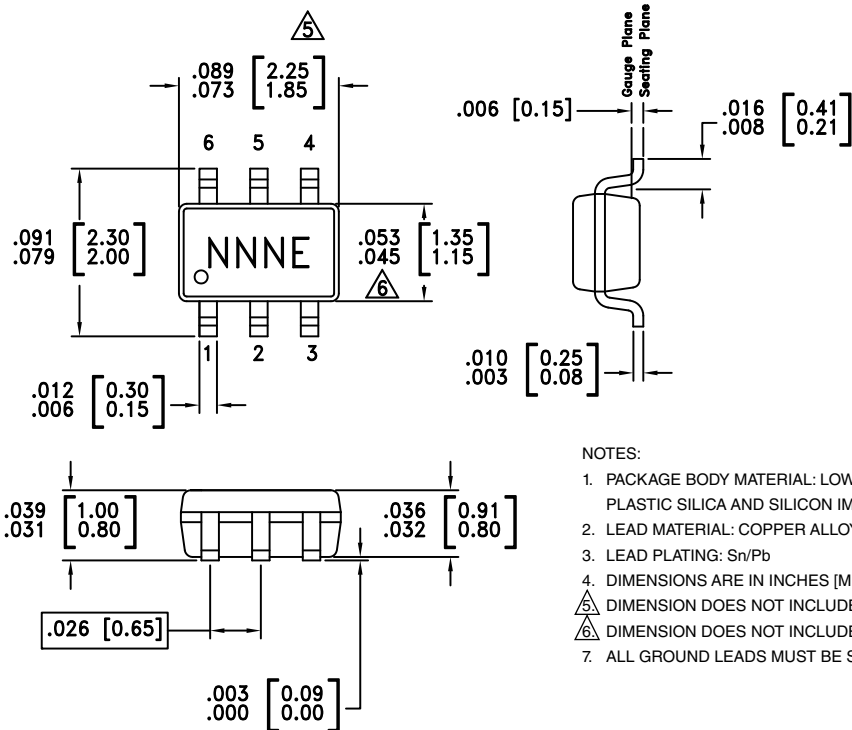 5
.089 [2.25]
.073 [1.85]
6 5 4
.091 [2.30]
.079 [2.00]
NNNE
.053 [1.35]
.045 [1.15]
6
1 2 3
.012 [0.30]
.006 [0.15]
Gauge Plane
Seating Plane
.006 [0.15]
.016 [0.41]
.008 [0.21]
.010 [0.25]
.003 [0.08]
.039 [1.00]
.031 [0.80]
.036 [0.91]
.032 [0.80]
.026 [0.65]
.003 [0.09]
.000 [0.00]
NOTES:
1. PACKAGE BODY MATERIAL: LOW
PLASTIC SILICA AND SILICON IM
2. LEAD MATERIAL: COPPER ALLOY
3. LEAD PLATING: Sn/Pb
4. DIMENSIONS ARE IN INCHES [M
5. DIMENSION DOES NOT INCLUDE
6. DIMENSION DOES NOT INCLUDE
7. ALL GROUND LEADS MUST BE S